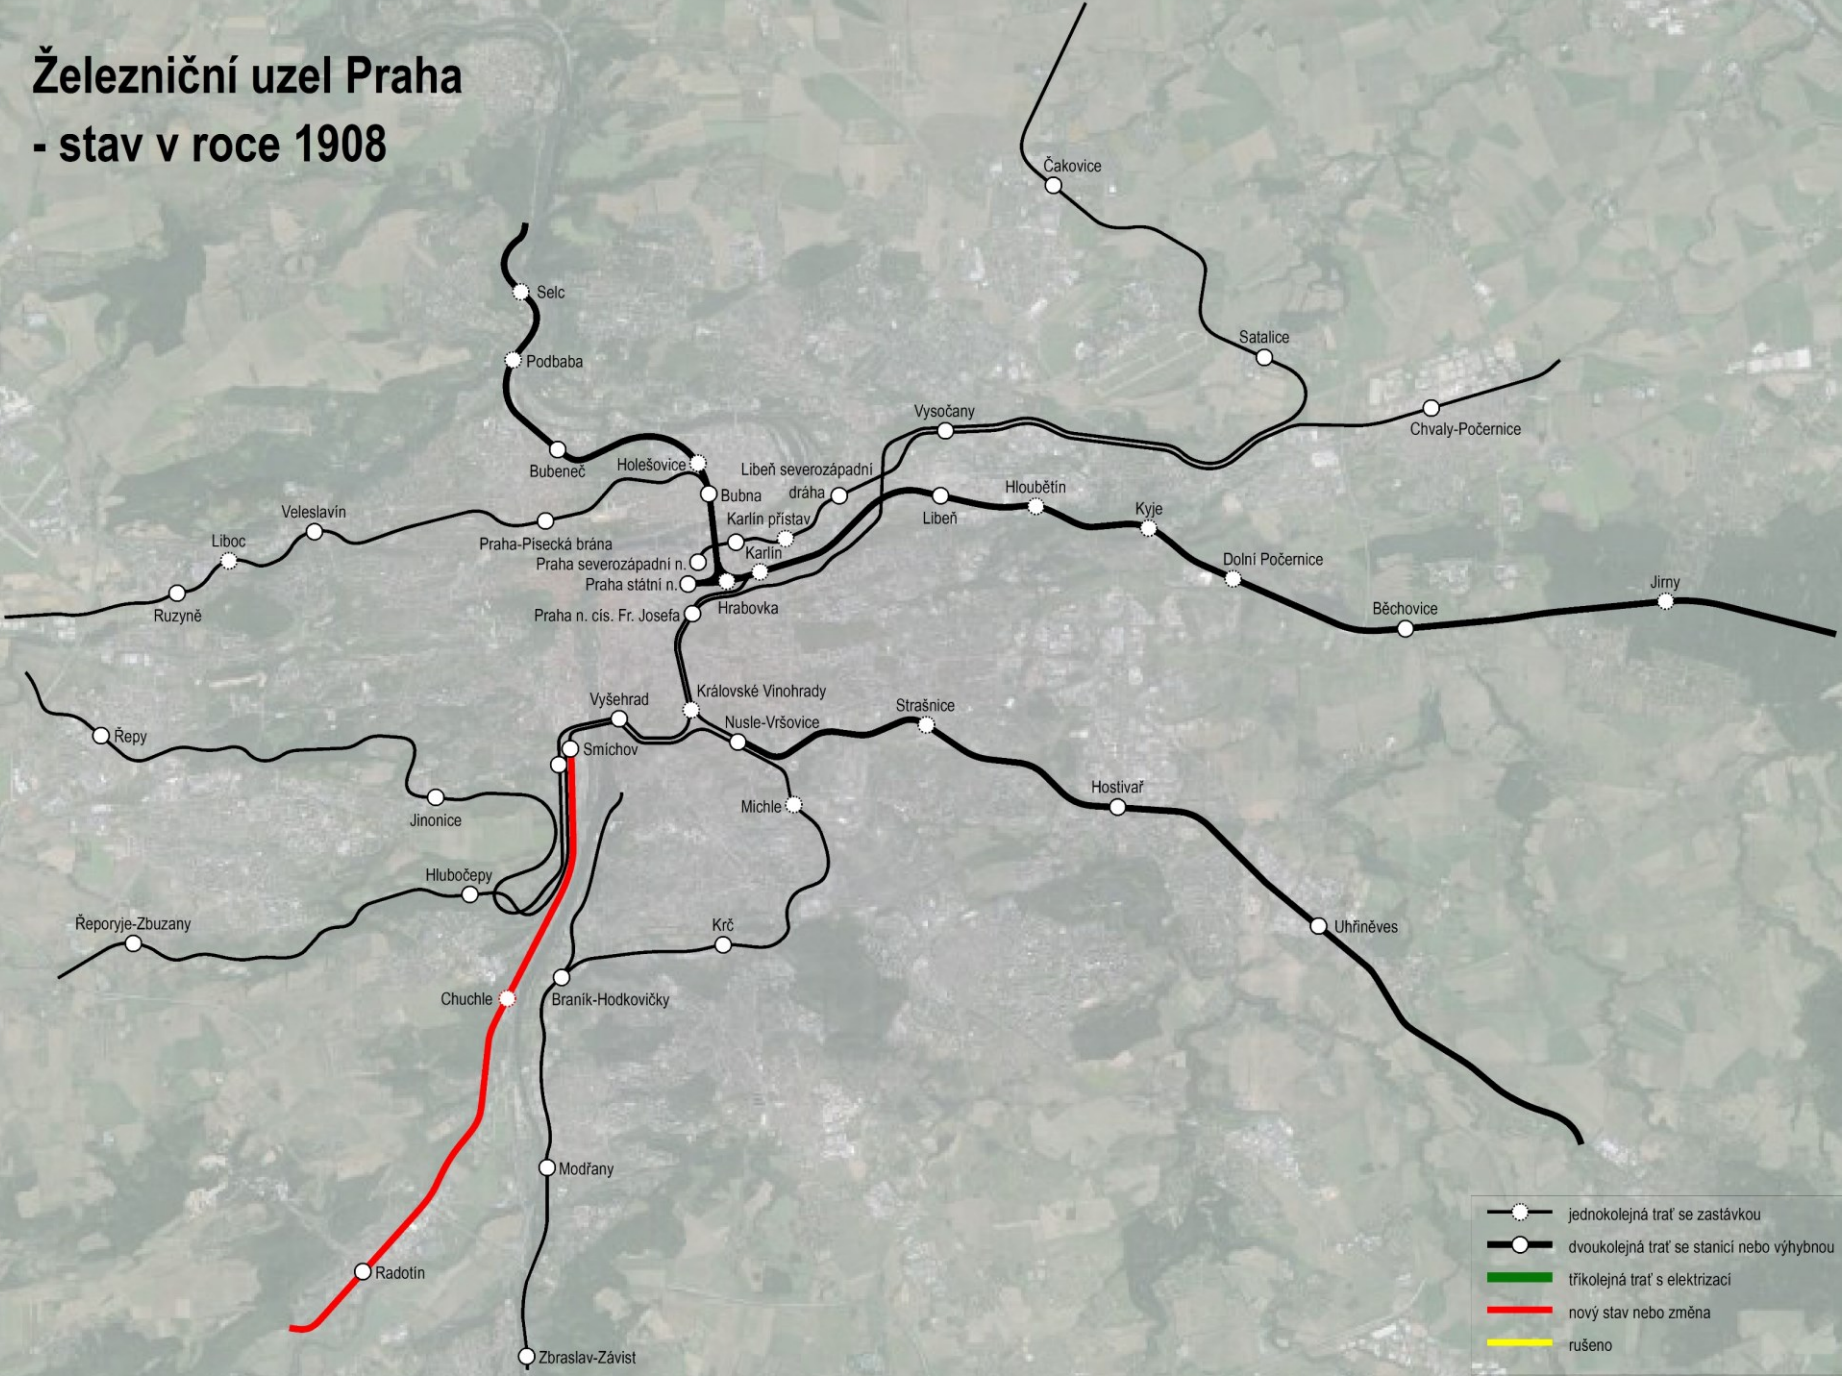 Železniční uzel Praha
- stav v roce 1908
Čakovice
Selc
Satalice
Podbaba
Vysočany
Chvaly-Počernice
Bubeneč
Holešovice
Libeň severozápadní
dráha
Bubna
Hloubětín
Libeň
Kyje
Veleslavín
Karlín přístav
Liboc
Praha-Písecká brána
Karlín
Praha severozápadní n.
Dolní Počernice
Praha státní n.
Jirny
Ruzyně
Praha n. cís. Fr. Josefa
Hrabovka
Běchovice
Vyšehrad
Královské Vinohrady
Strašnice
Nusle-Vršovice
Řepy
Smíchov
Hostivař
Michle
Jinonice
Hlubočepy
Řeporyje-Zbuzany
Krč
Uhřiněves
Chuchle
Braník-Hodkovičky
Modřany
Radotín
Zbraslav-Závist
jednokolejná trať se zastávkou
dvoukolejná trať se stanicí nebo výhybnou
tříkolejná trať s elektrizací
nový stav nebo změna
rušeno